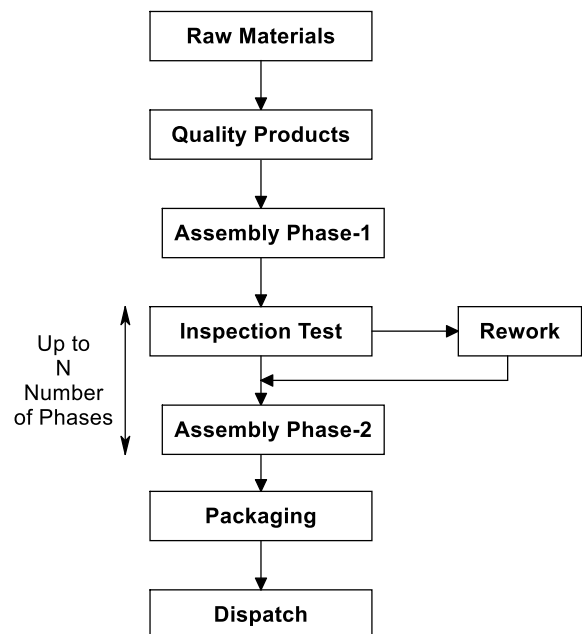 Raw Materials
Quality Products
Assembly Phase-1
Inspection Test
Rework
Up to
N
Number
of Phases
Assembly Phase-2
Packaging
Dispatch